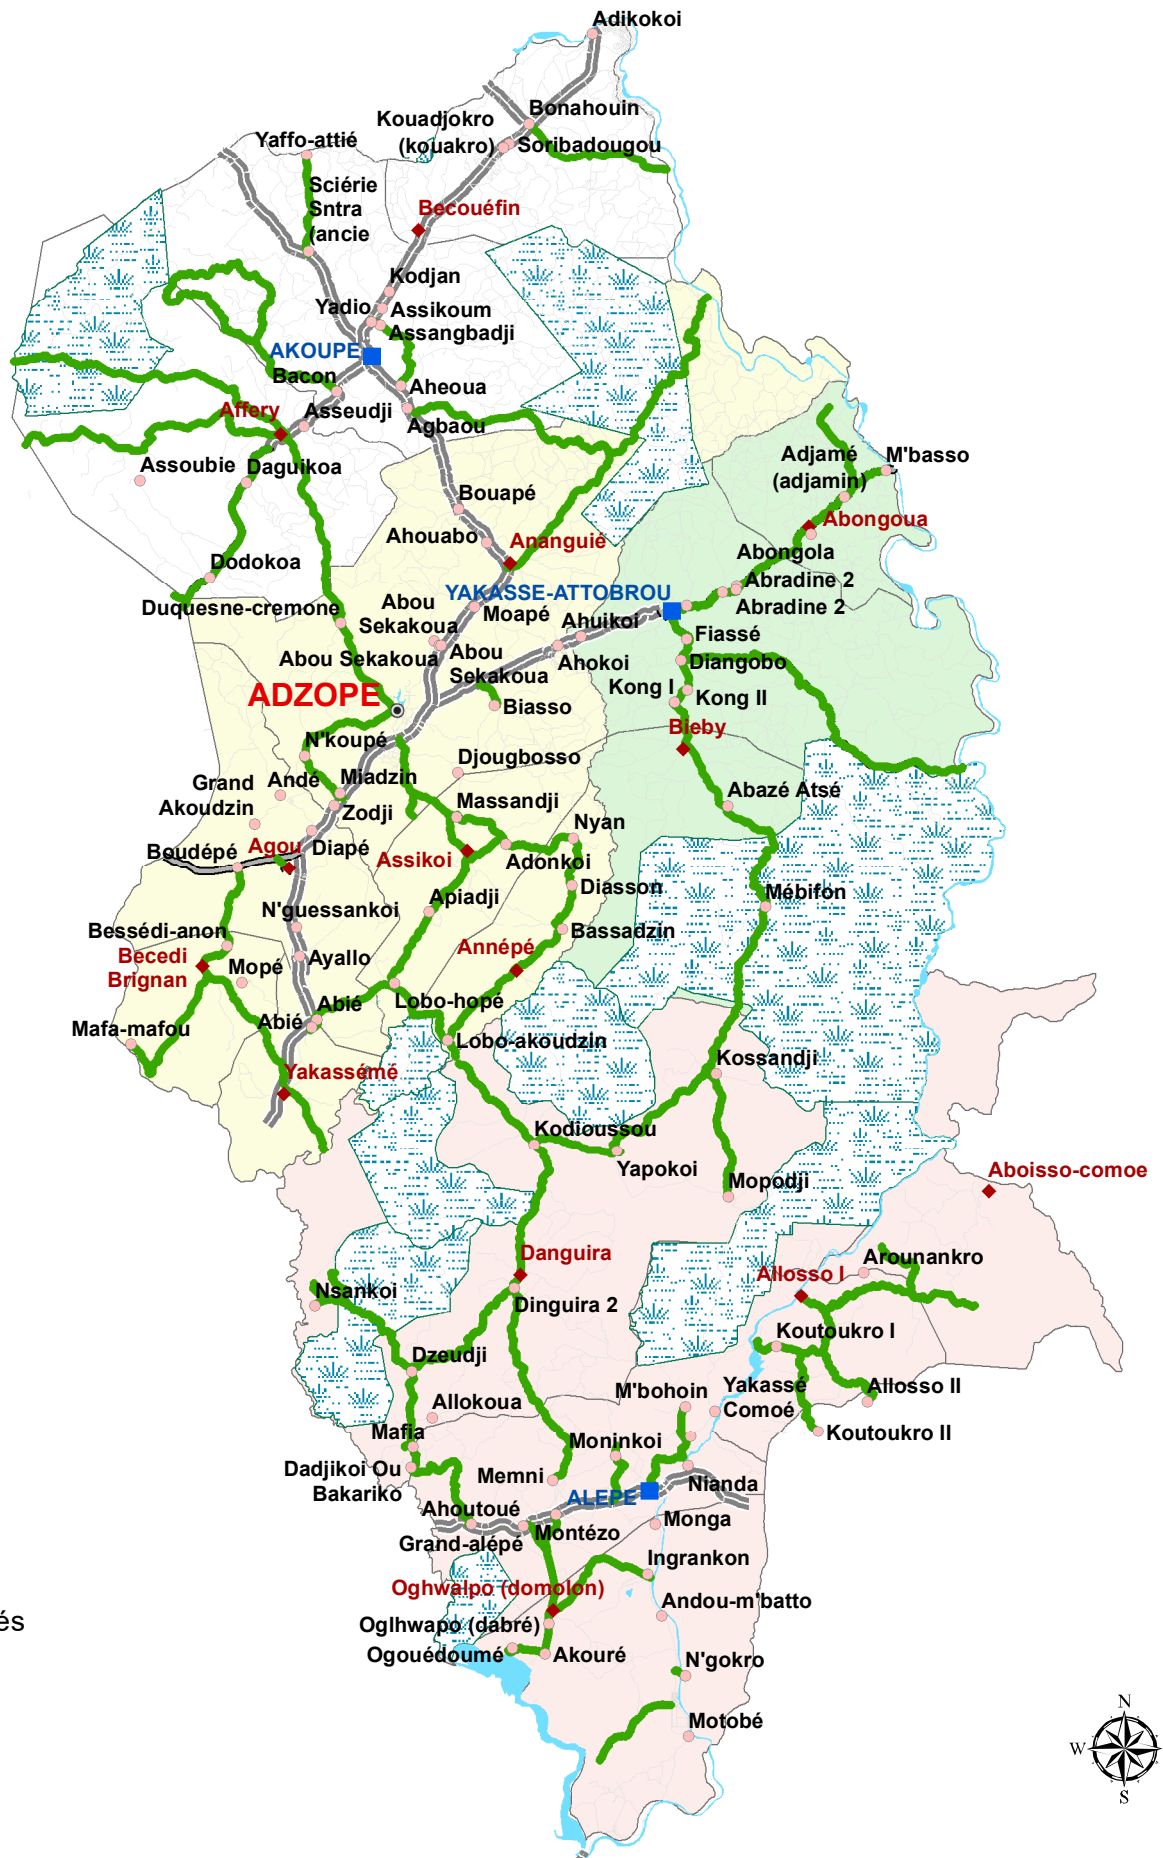 Adikokoi
Bonahouin
Kouadjokro
(kouakro)
Soribadougou
Yaffo-attié
Sciérie
Sntra
(ancie
Becouéfin
Kodjan
Yadio
Assikoum
Assangbadji
AKOUPE
Bacon
Aheoua
Affery
Asseudji
Agbaou
Assoubie
Daguikoa
Adjamé
(adjamin)
M'basso
Bouapé
Abongoua
Ahouabo
Ananguié
Abongola
Dodokoa
Abradine 2
YAKASSE-ATTOBROU
Duquesne-cremone
Abou
Sekakoua
Moapé
Abradine 2
Ahuikoi
Fiassé
Abou Sekakoua
Abou
Sekakoua
Ahokoi
Diangobo
ADZOPE
Kong I
Kong II
Biasso
Bieby
N'koupé
Djougbosso
Grand
Akoudzin
Andé
Miadzin
Abazé Atsé
Zodji
Massandji
Nyan
Boudépé
Agou
Diapé
Assikoi
Adonkoi
Diasson
Mébifon
N'guessankoi
Apiadji
Bessédi-anon
Bassadzin
Becedi
Brignan
Mopé
Ayallo
Annépé
Abié
Lobo-hopé
Mafa-mafou
Abié
Lobo-akoudzin
Kossandji
Yakassémé
Kodioussou
Yapokoi
Mopodji
Aboisso-comoe
Danguira
Arounankro
Allosso I
Nsankoi
Dinguira 2
Koutoukro I
Dzeudji
M'bohoin
Yakassé
Comoé
Allosso II
Allokoua
Mafia
Moninkoi
Koutoukro II
Dadjikoi Ou
Bakariko
Memni
Nianda
ALEPE
Ahoutoué
Montézo
Monga
Grand-alépé
Ingrankon
Oghwalpo (domolon)
Andou-m'batto
és
Oglhwapo (dabré)
Ogouédoumé
Akouré
N'gokro
Motobé
N
W
E
S